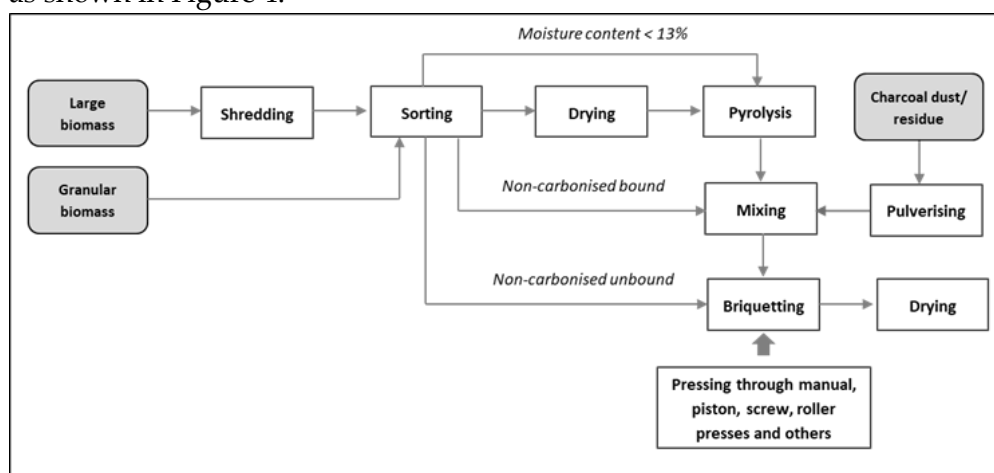 as shown in Figure 1.
Moisture content < 13%
Large
biomass
Shredding
Sorting
Drying
Pyrolysis
Charcoal dust/
residue
Granular
biomass
Non-carbonised bound
Mixing
Pulverising
Non-carbonised unbound
Briquetting
Drying
Pressing through manual,
piston, screw, roller
presses and others